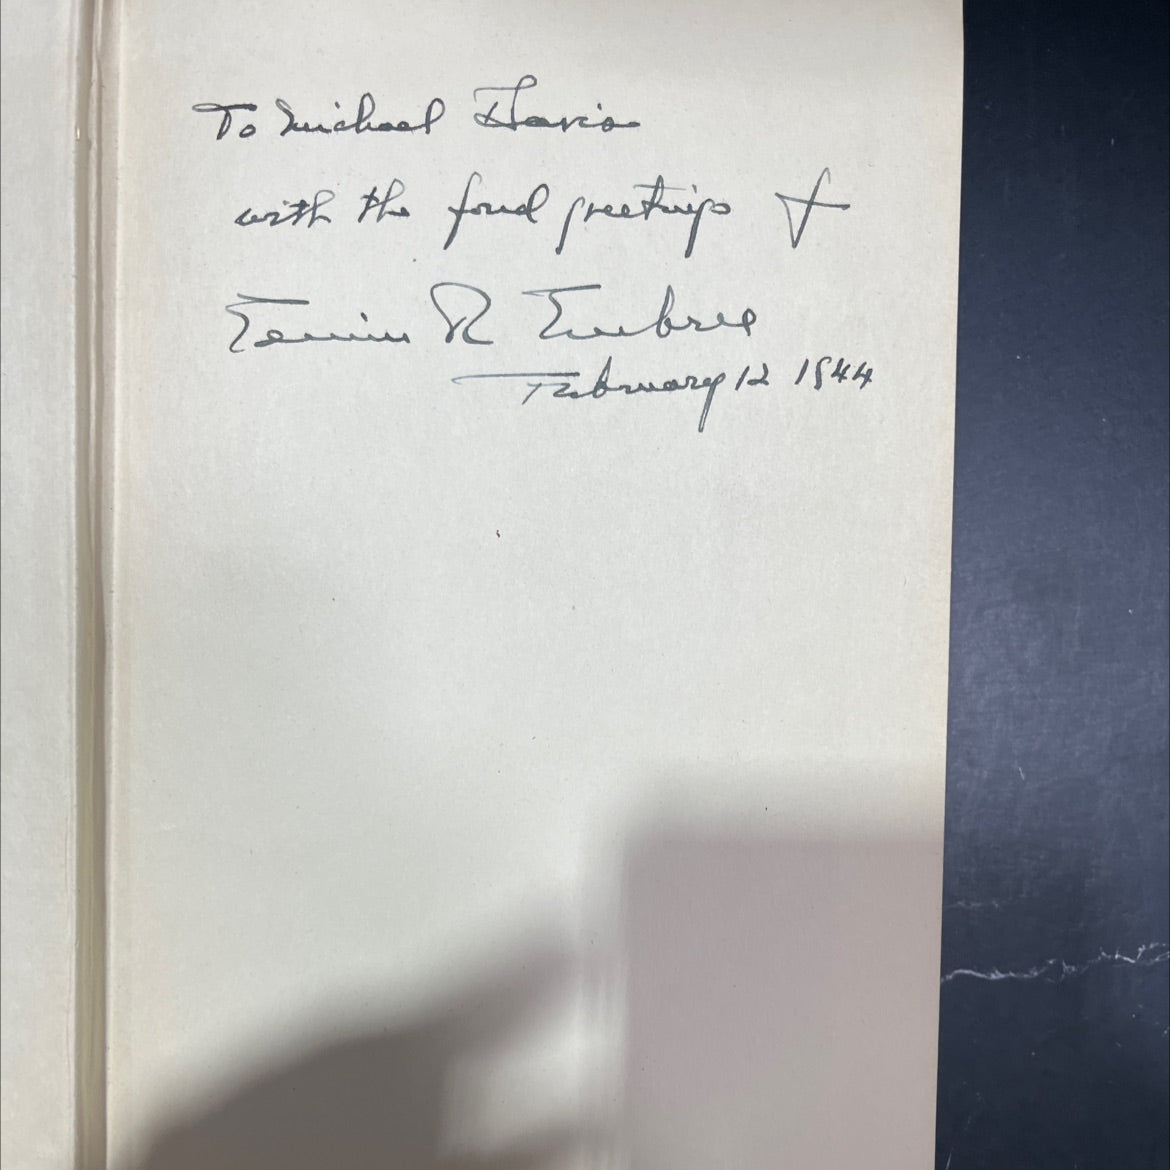 To Michael Davis
with the fond greetings of
Edwin R Embree
February 12 1944